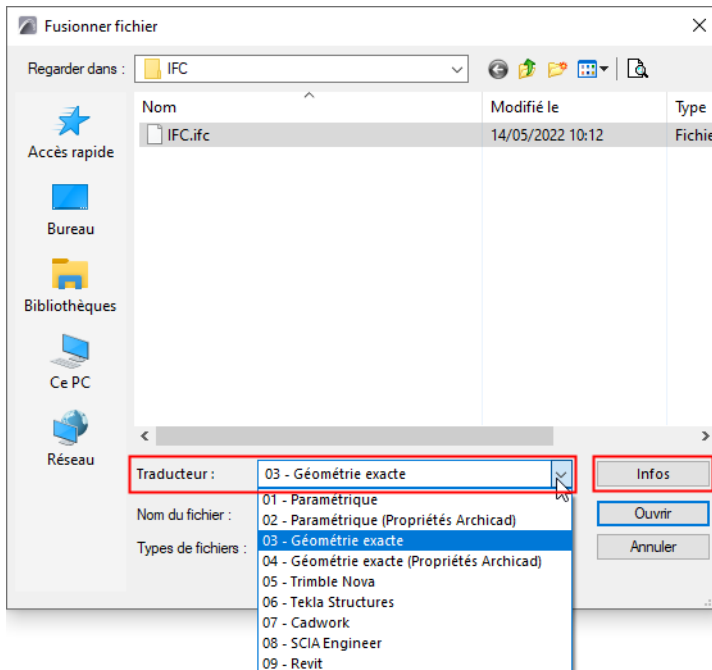 Fusionner fichier
Regarder dans :
IFC
Nom
Modifié le
Type
IFC.ifc
14/05/2022 10:12
Fichie
Accès rapide
Bureau
Bibliothèques
Ce PC
Réseau
Traducteur :
03 - Géométrie exacte
Infos
01 - Paramétrique
Nom du fichier :
02 - Paramétrique (Propriétés Archicad)
Ouvrir
03 - Géométrie exacte
Types de fichiers :
04 - Géométrie exacte (Propriétés Archicad)
Annuler
05 - Trimble Nova
06 - Tekla Structures
07 - Cadwork
08 - SCIA Engineer
09 - Revit